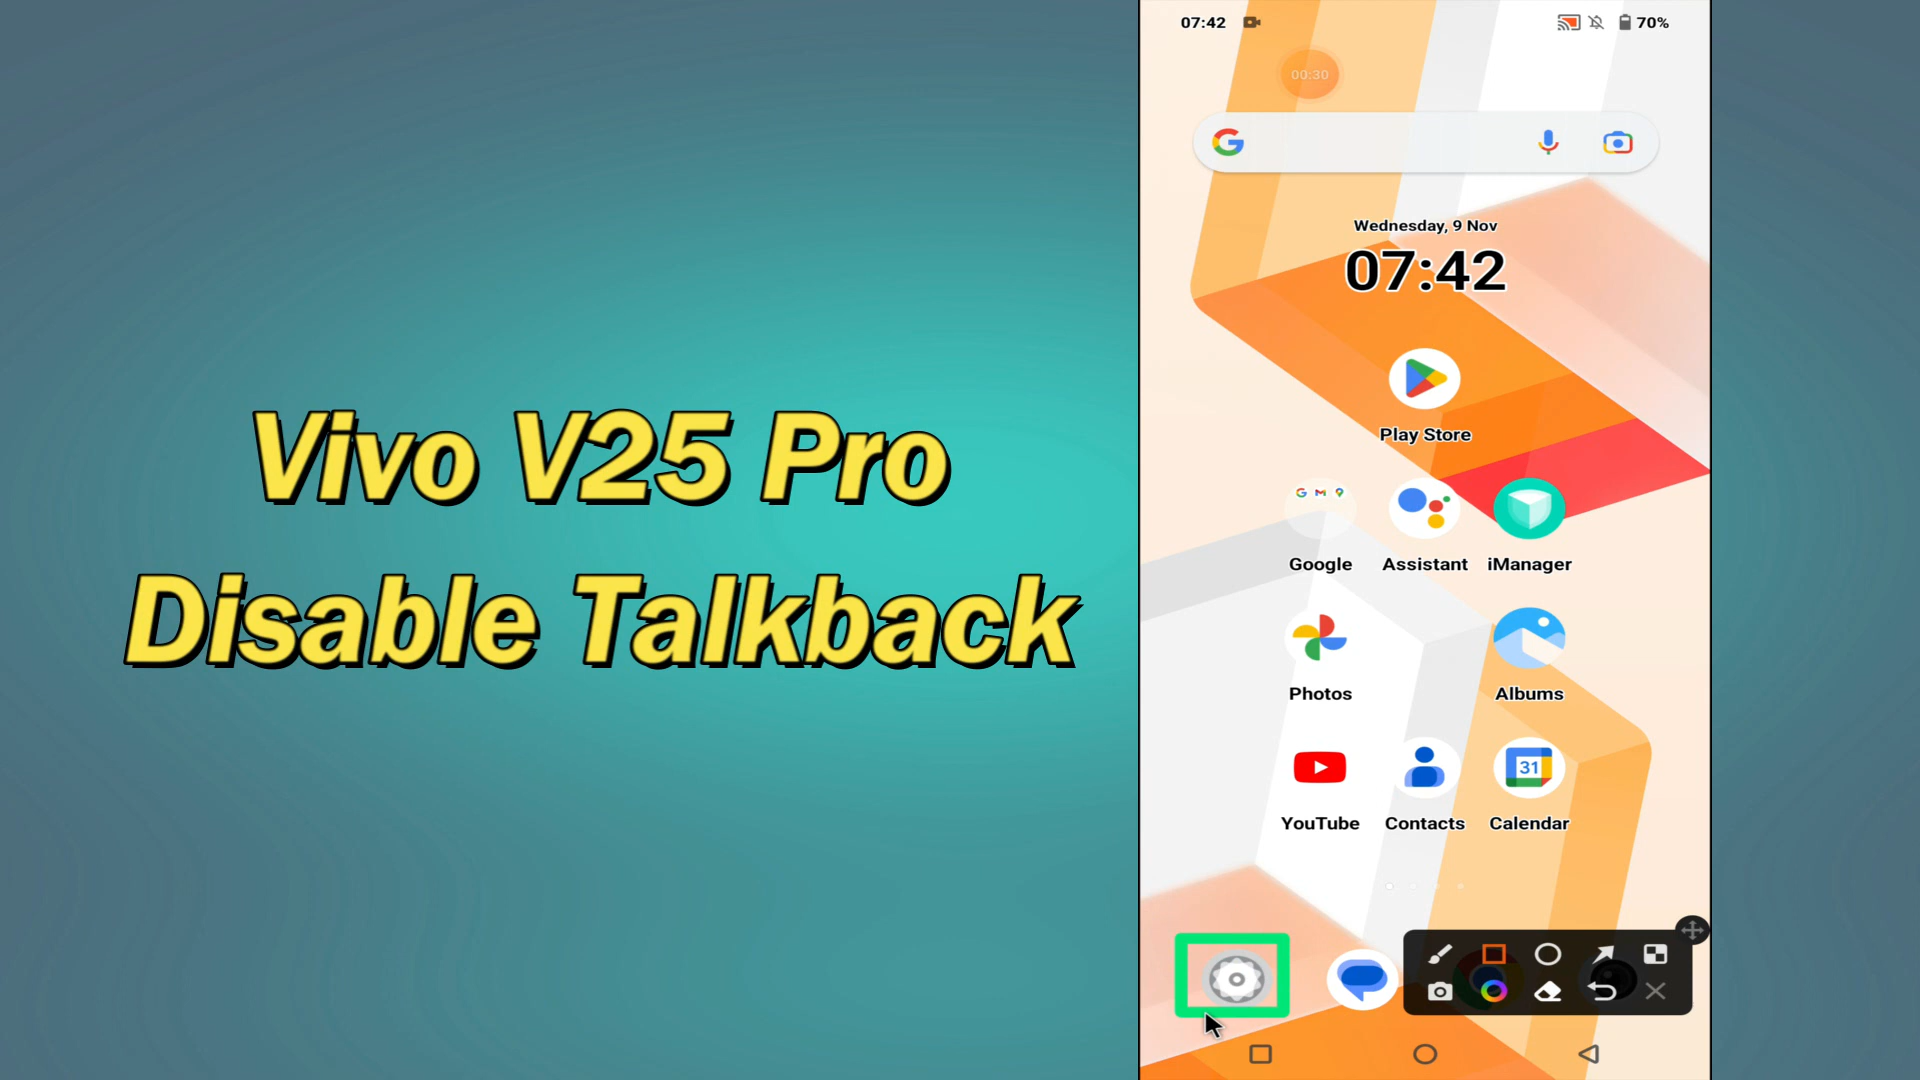 Vivo V25 Pro
Disable Talkback
07:42
70%
00:30
Wednesday, 9 Nov
07:42
Play Store
Google
Assistant
iManager
Photos
Albums
31
YouTube
Contacts
Calendar